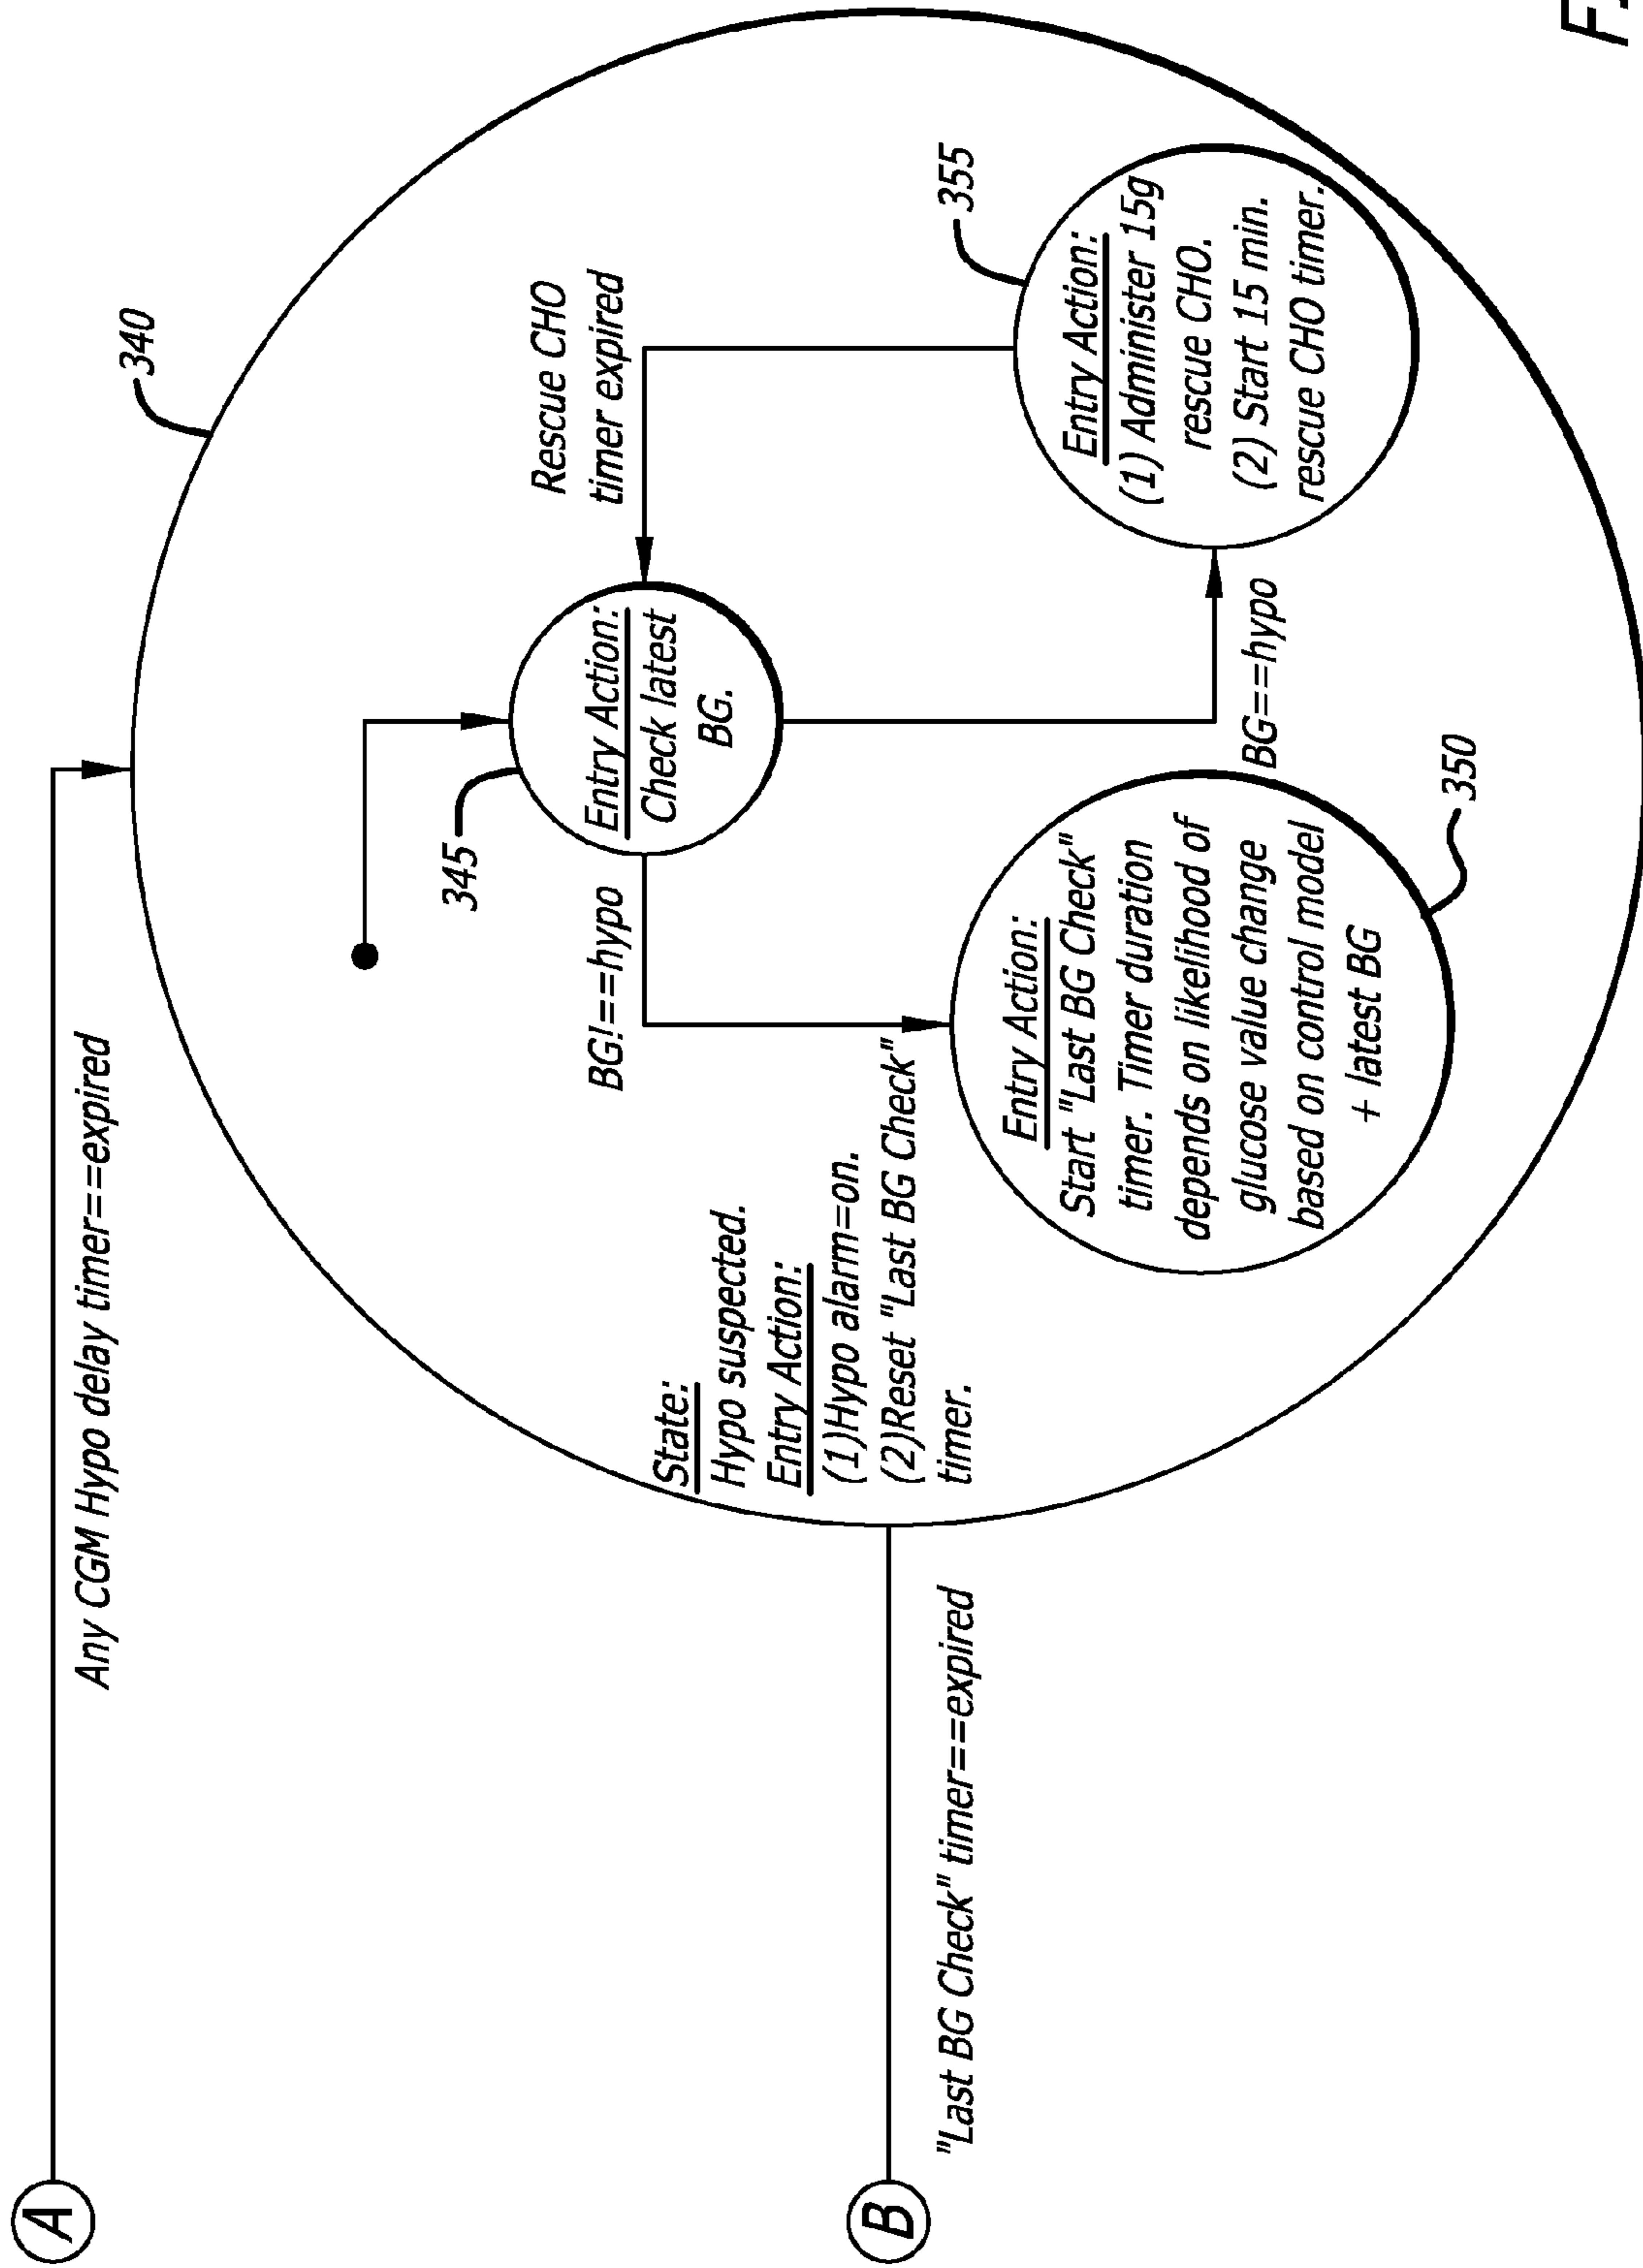 A
Any CGM Hypo delay timer==expired
340
Rescue CHO
timer expired
345
Entry Action:
Check latest
BG.
BG!==hypo
355
Entry Action:
(1) Administer 15g
rescue CHO.
(2) Start 15 min.
rescue CHO timer.
State:
Hypo suspected.
Entry Action:
(1)Hypo alarm=on.
(2)Reset "Last BG Check"
timer.
B
"Last BG Check" timer==expired
Entry Action:
Start "Last BG Check"
timer. Timer duration
depends on likelihood of
glucose value change
based on control model
+ latest BG
BG==hypo
350